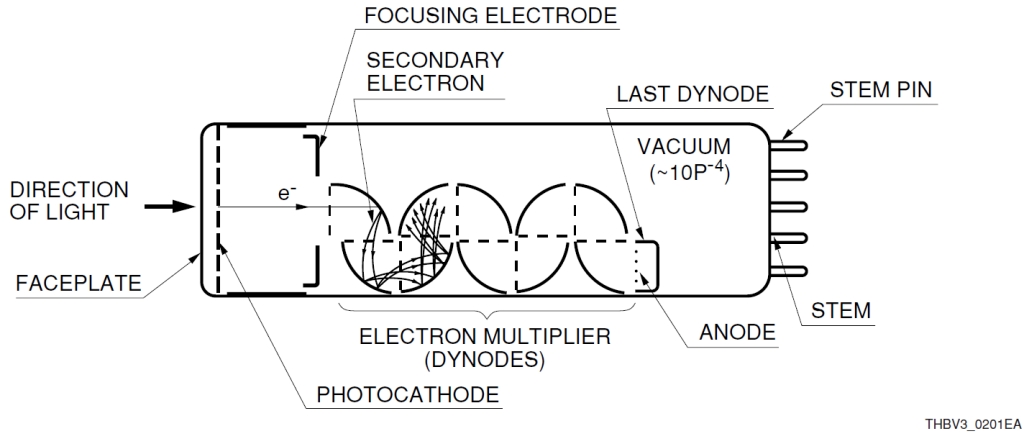 FOCUSING ELECTRODE
SECONDARY
ELECTRON
LAST DYNODE
STEM PIN
VACUUM
(~10P-4)
DIRECTION
OF LIGHT
e-
FACEPLATE
STEM
ANODE
ELECTRON MULTIPLIER
(DYNODES)
PHOTOCATHODE
THBV3_0201EA